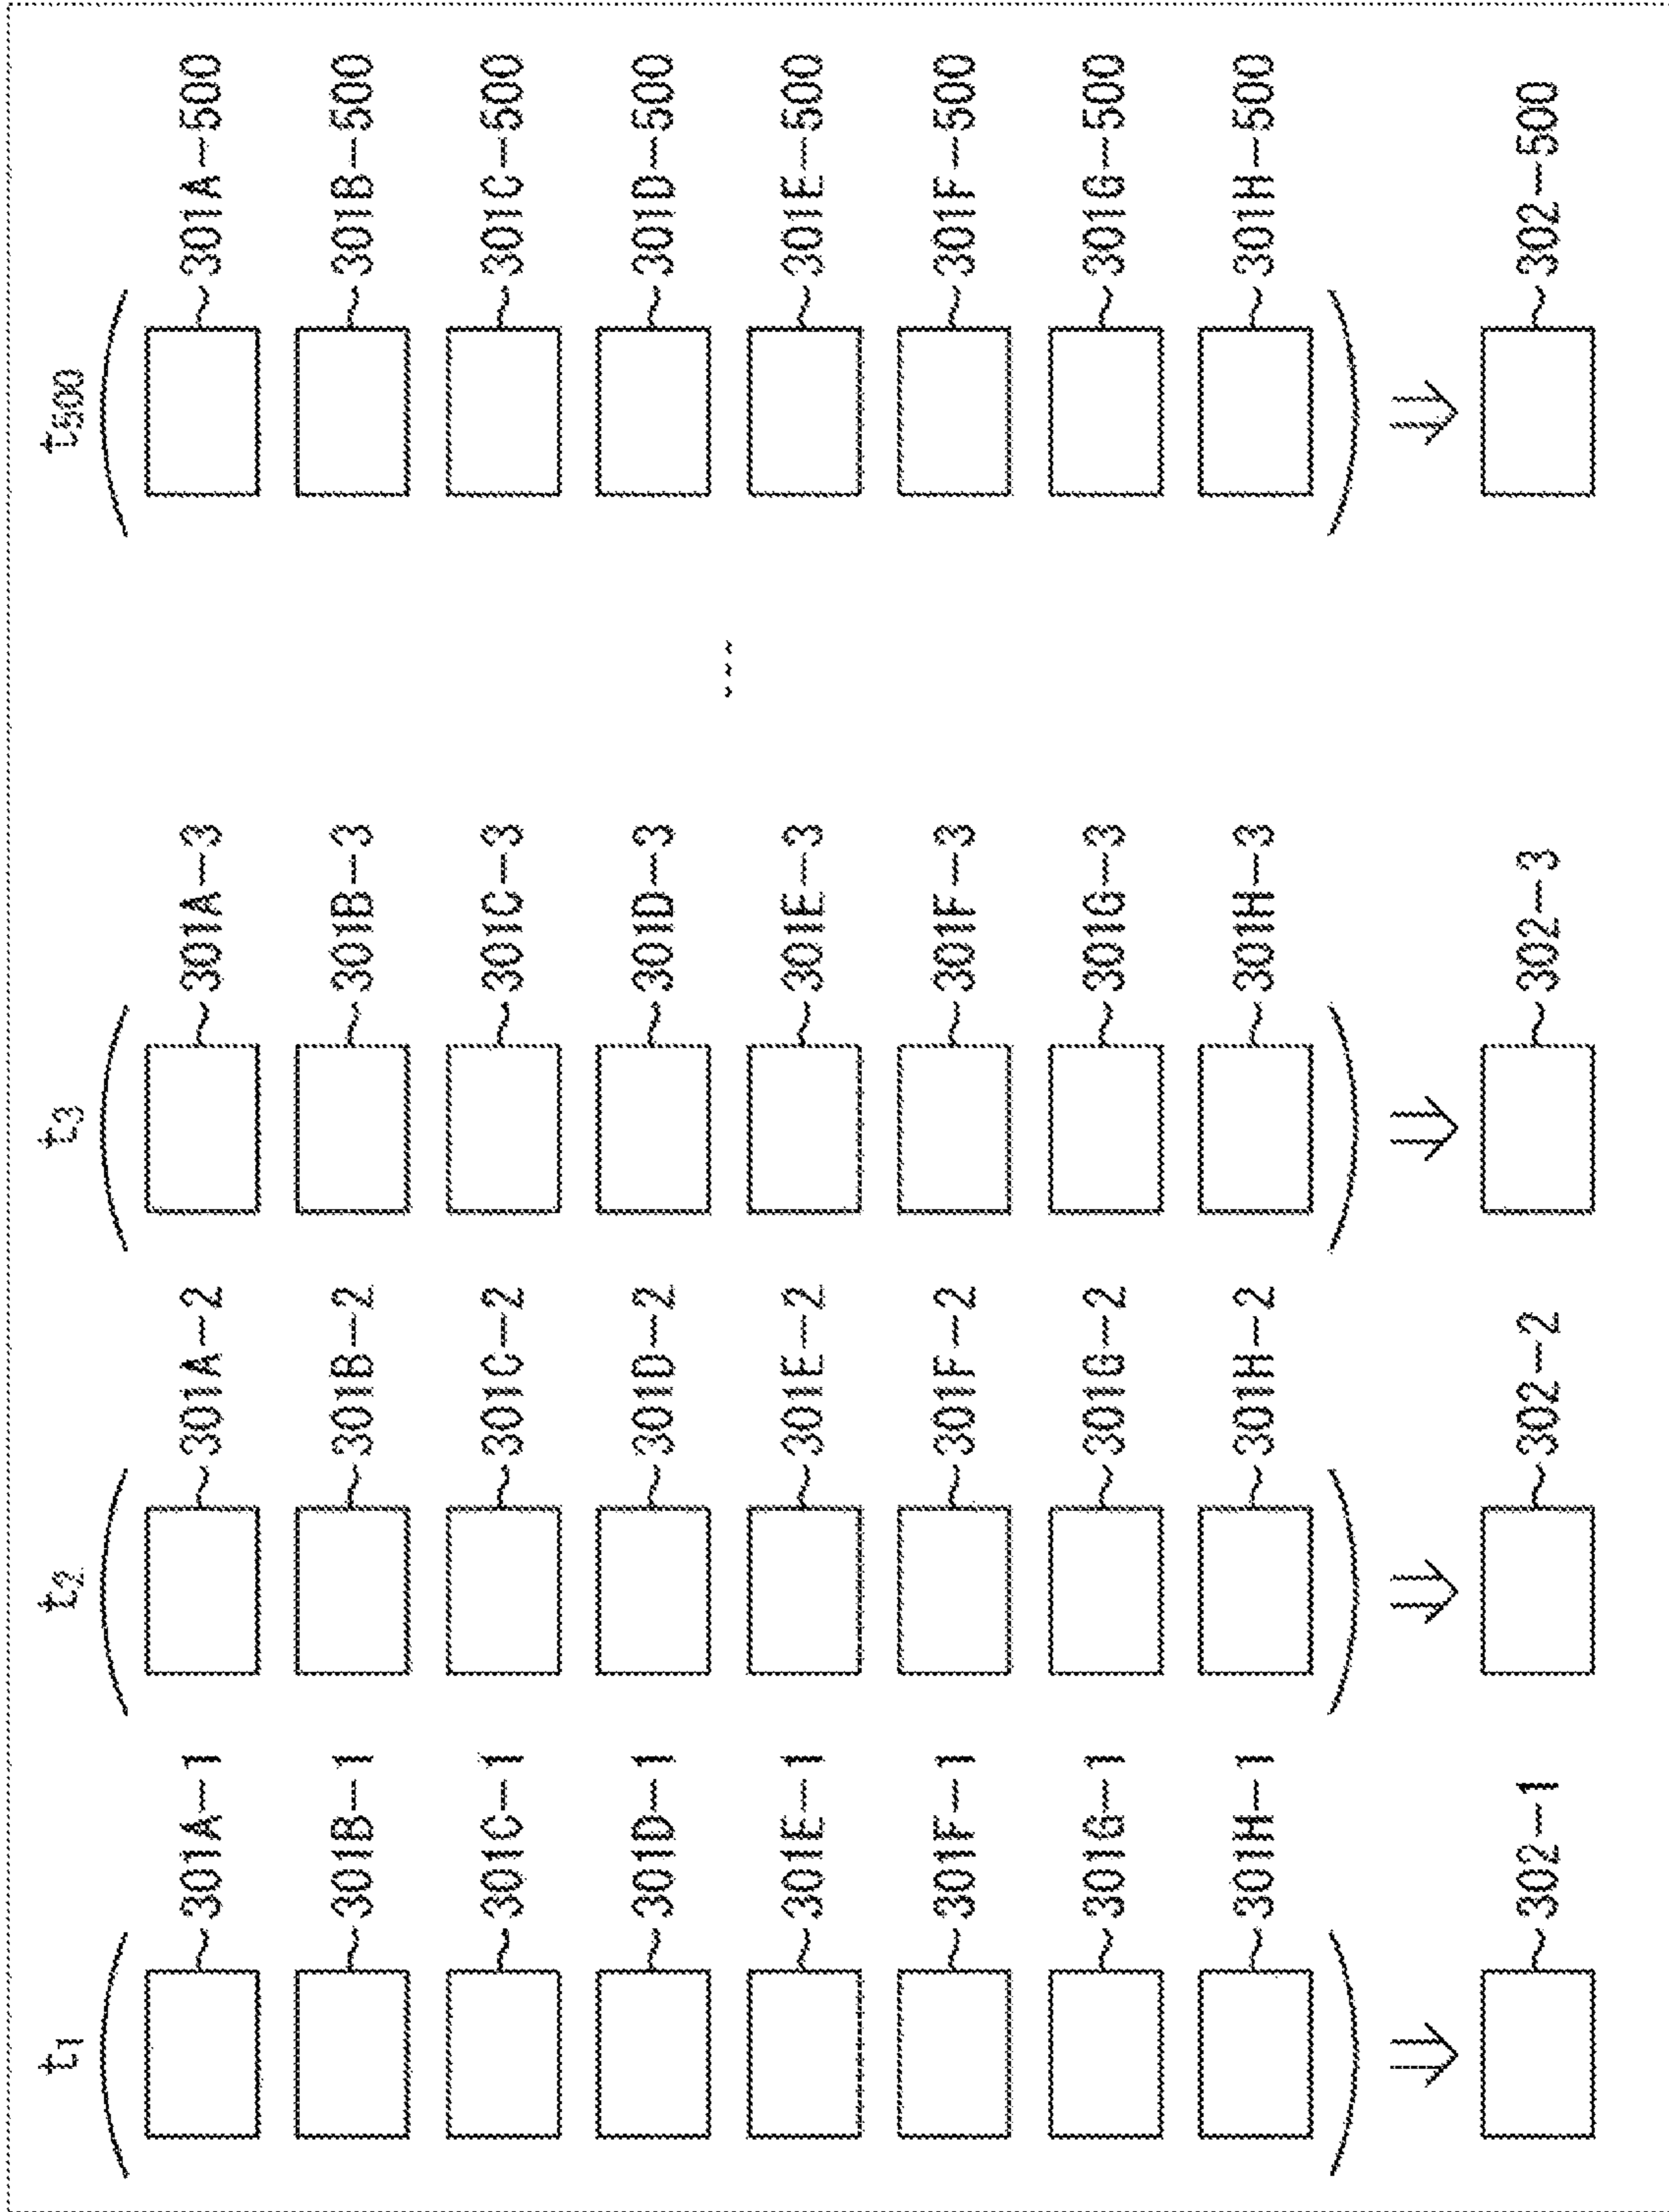 t1 t2 t3 t500
301A-1 301A-2 301A-3 301A-500
301B-1 301B-2 301B-3 301B-500
301C-1 301C-2 301C-3 301C-500
301D-1 301D-2 301D-3 301D-500
301E-1 301E-2 301E-3 ... 301E-500
301F-1 301F-2 301F-3 301F-500
301G-1 301G-2 301G-3 301G-500
301H-1 301H-2 301H-3 301H-500
302-1 302-2 302-3 302-500